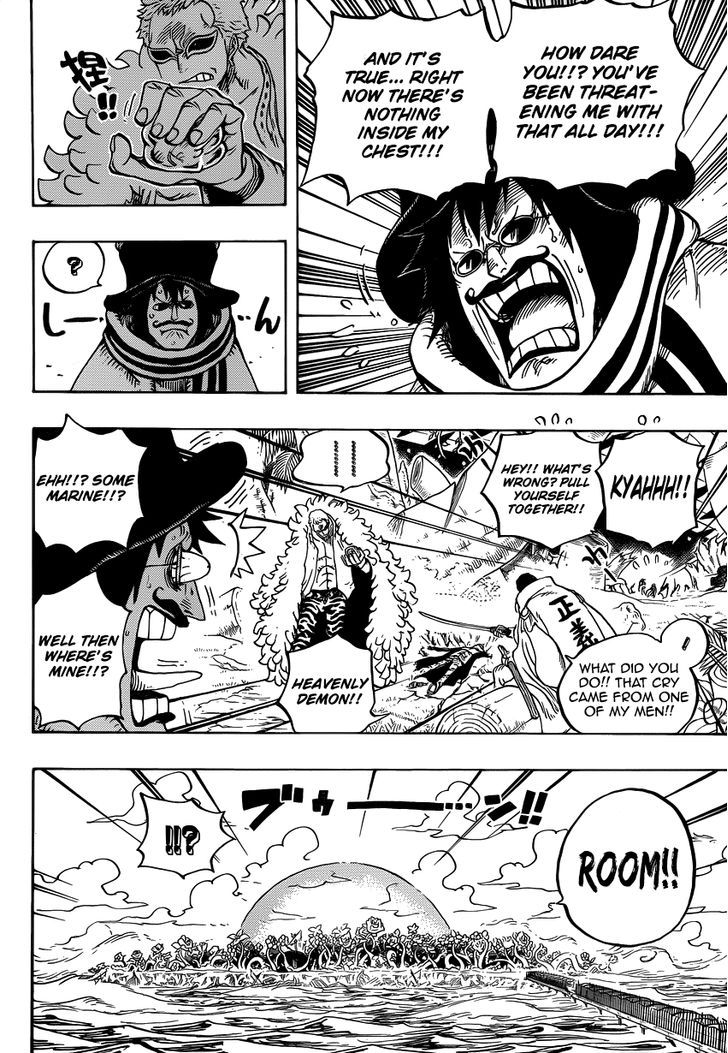 HOW DARE
YOU!!? YOU'VE
BEEN THREAT-
ENING ME WITH
THAT ALL DAY!!!
AND IT'S
TRUE... RIGHT
NOW THERE'S
NOTHING
INSIDE MY
CHEST!!!
捏!!
?
しーん
KYAHHH!!
HEY!! WHAT'S
WRONG? PULL
YOURSELF
TOGETHER!!
!!
正義
WHAT DID YOU
DO!! THAT CRY
CAME FROM ONE
OF MY MEN!!
HEAVENLY
DEMON!!
EHH!!? SOME
MARINE!!?
WELL THEN
WHERE'S
MINE!!?
ROOM!!
ブゥーーン!!
!!?